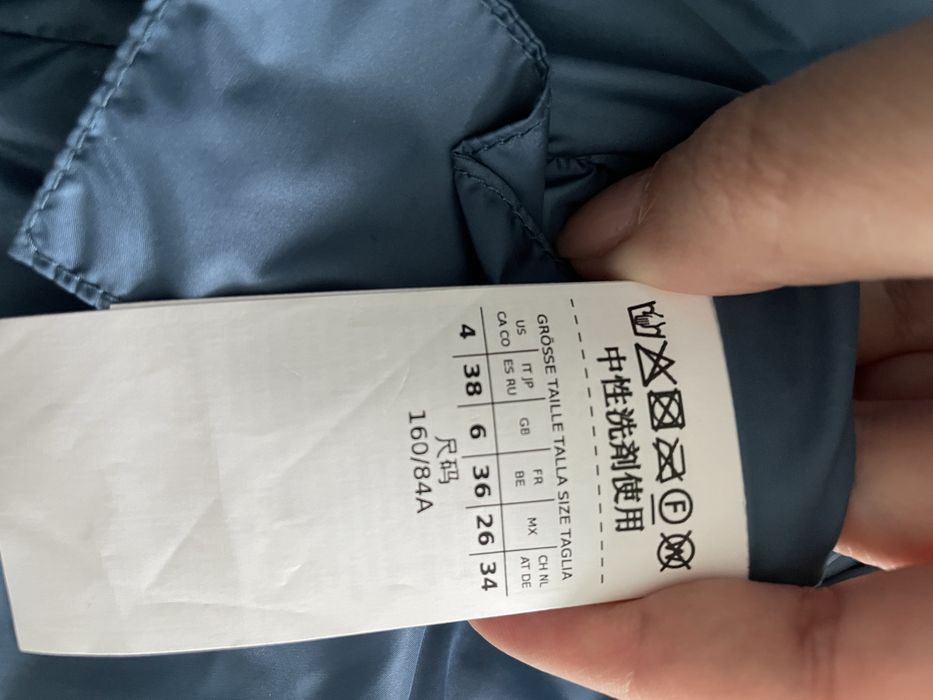 F W
中性洗剤使用
GRÖSSE TAILLE TALLA SIZE TAGLIA
US IT JP GB FR MX CH NL
CA CO ES RU BE AT DE
4 38 6 36 26 34
尺码
160/84A